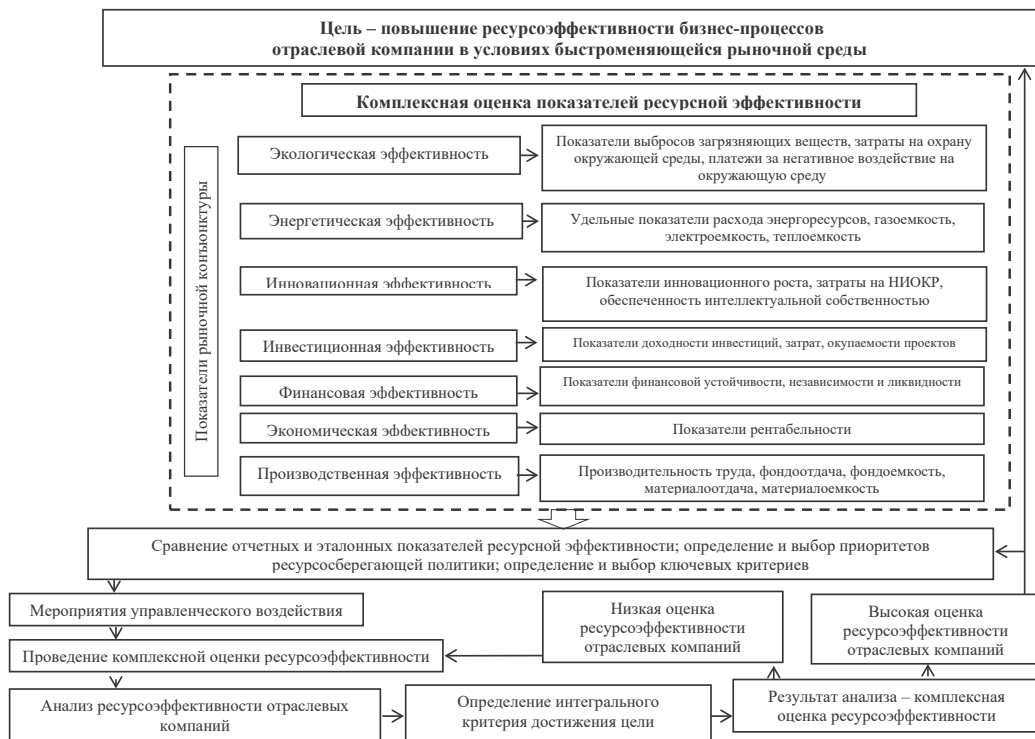 Цель – повышение ресурсоэффективности бизнес-процессов
отраслевой компании в условиях быстроменяющейся рыночной среды
Комплексная оценка показателей ресурсной эффективности
Показатели рыночной конъюнктуры
Экологическая эффективность
Показатели выбросов загрязняющих веществ, затраты на охрану
окружающей среды, платежи за негативное воздействие на
окружающую среду
Энергетическая эффективность
Удельные показатели расхода энергоресурсов, газоемкость,
электроемкость, теплоемкость
Инновационная эффективность
Показатели инновационного роста, затраты на НИОКР,
обеспеченность интеллектуальной собственностью
Инвестиционная эффективность
Показатели доходности инвестиций, затрат, окупаемости проектов
Финансовая эффективность
Показатели финансовой устойчивости, независимости и ликвидности
Экономическая эффективность
Показатели рентабельности
Производственная эффективность
Производительность труда, фондоотдача, фондоемкость,
материалоотдача, материалоемкость
Сравнение отчетных и эталонных показателей ресурсной эффективности; определение и выбор приоритетов
ресурсосберегающей политики; определение и выбор ключевых критериев
Мероприятия управленческого воздействия
Проведение комплексной оценки ресурсоэффективности
Низкая оценка
ресурсоэффективности
отраслевых компаний
Высокая оценка
ресурсоэффективности
отраслевых компаний
Анализ ресурсоэффективности отраслевых
компаний
Определение интегрального
критерия достижения цели
Результат анализа – комплексная
оценка ресурсоэффективности